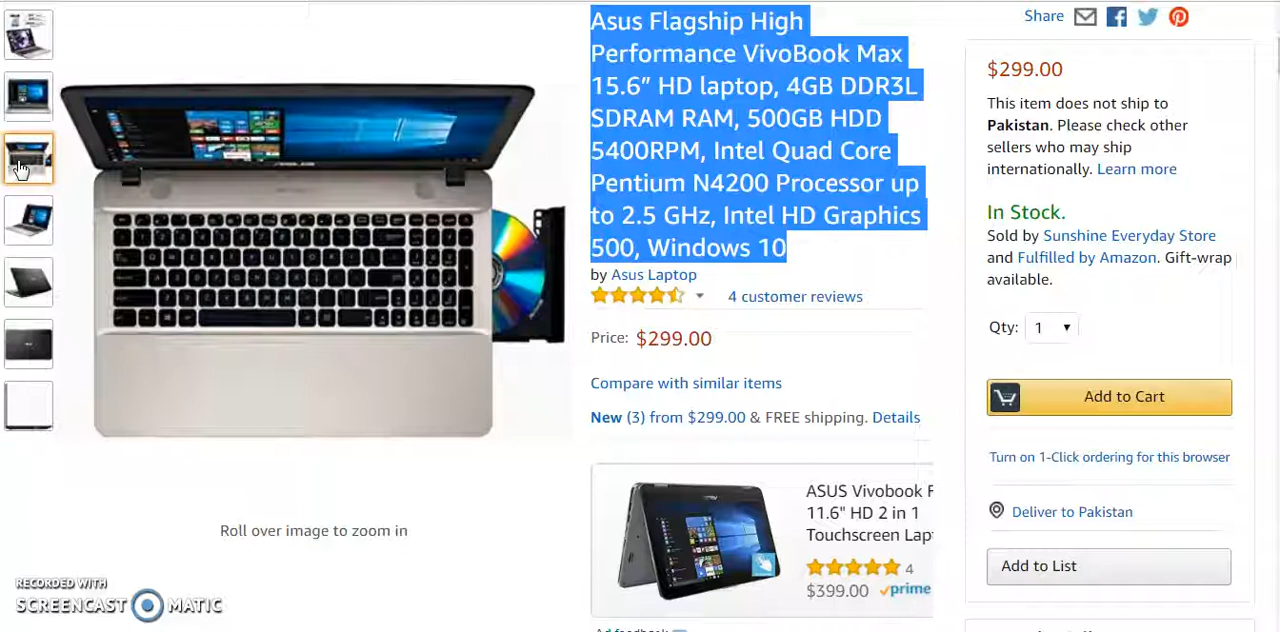 Share
Asus Flagship High
Performance VivoBook Max
15.6” HD laptop, 4GB DDR3L
SDRAM RAM, 500GB HDD
5400RPM, Intel Quad Core
Pentium N4200 Processor up
to 2.5 GHz, Intel HD Graphics
500, Windows 10
by Asus Laptop
4 customer reviews
Price: $299.00
Compare with similar items
New (3) from $299.00 & FREE shipping. Details
ASUS Vivobook F
11.6" HD 2 in 1
Touchscreen Lap
4
$399.00 prime
$299.00
This item does not ship to
Pakistan. Please check other
sellers who may ship
internationally. Learn more
In Stock.
Sold by Sunshine Everyday Store
and Fulfilled by Amazon. Gift-wrap
available.
Qty: 1
Add to Cart
Turn on 1-Click ordering for this browser
Deliver to Pakistan
Add to List
Roll over image to zoom in
RECORDED WITH
SCREENCAST MATIC